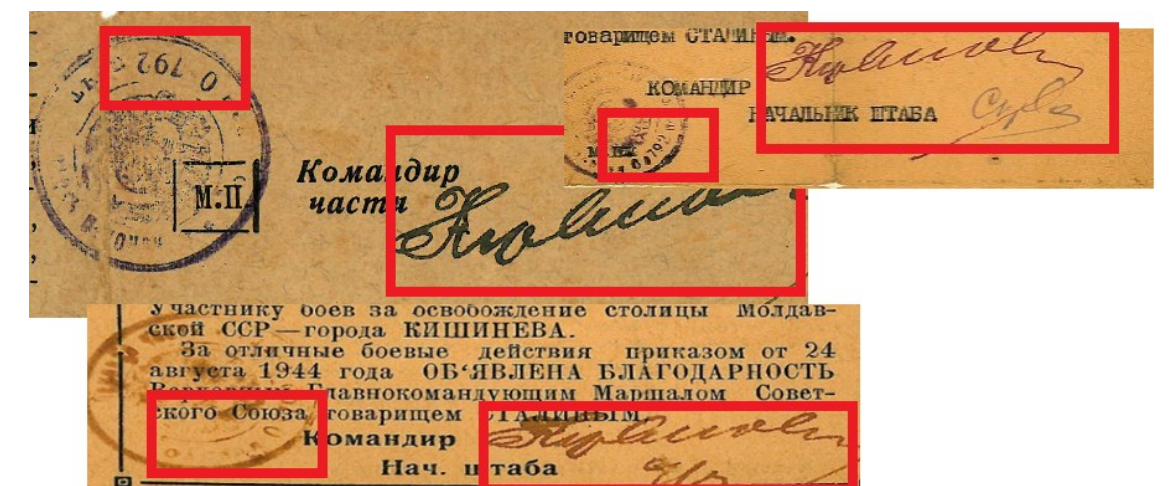 О 792 О
М.П.
Командир
части
товарищем СТАЛИНЫМ.
КОМАНДИР
НАЧАЛЬНИК ШТАБА
Участнику боев за освобождение столицы Молдав-
ской ССР—города КИШИНЕВА.
За отличные боевые действия приказом от 24
августа 1944 года ОБ‘ЯВЛЕНА БЛАГОДАРНОСТЬ
Верховным Главнокомандующим Маршалом Совет-
ского Союза товарищем СТАЛИНЫМ.
Командир
Нач. штаба